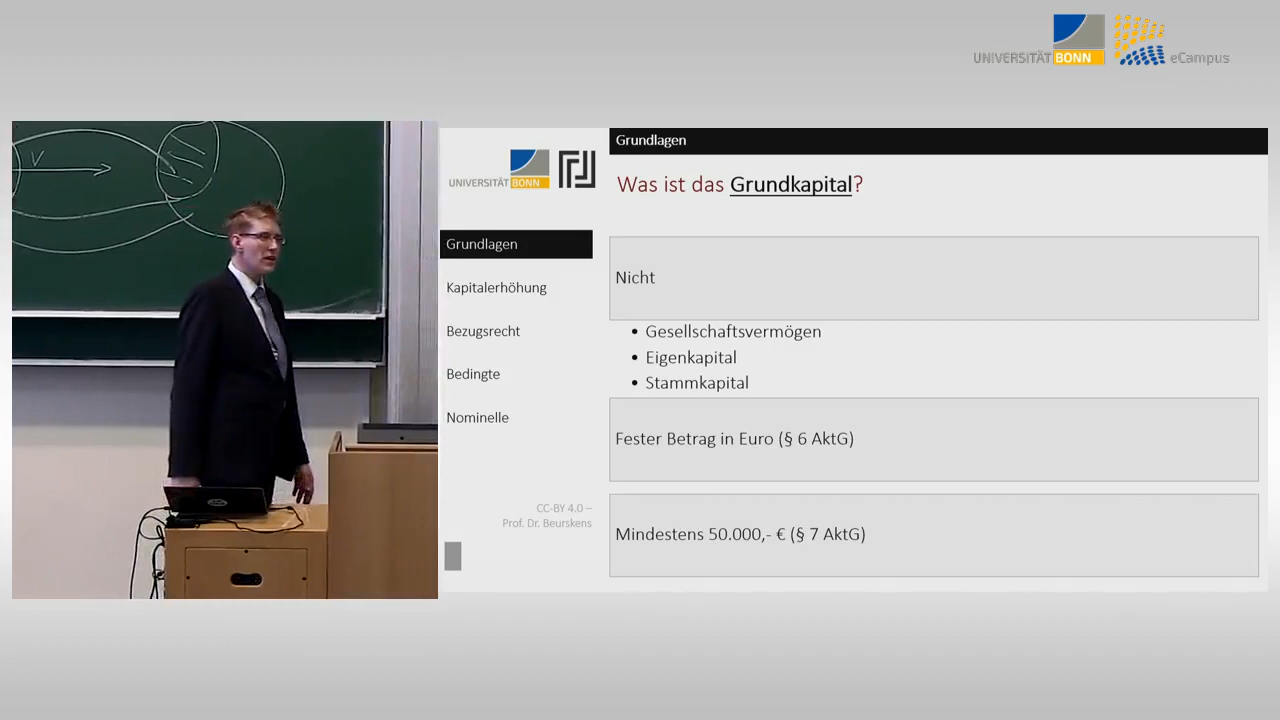 UNIVERSITÄT BONN eCampus
V
UNIVERSITÄT BONN
Grundlagen
Was ist das Grundkapital?
Grundlagen
Kapitalerhöhung
Bezugsrecht
Bedingte
Nominelle
CC-BY 4.0 –
Prof. Dr. Beurskens
Nicht
• Gesellschaftsvermögen
• Eigenkapital
• Stammkapital
Fester Betrag in Euro (§ 6 AktG)
Mindestens 50.000,- € (§ 7 AktG)